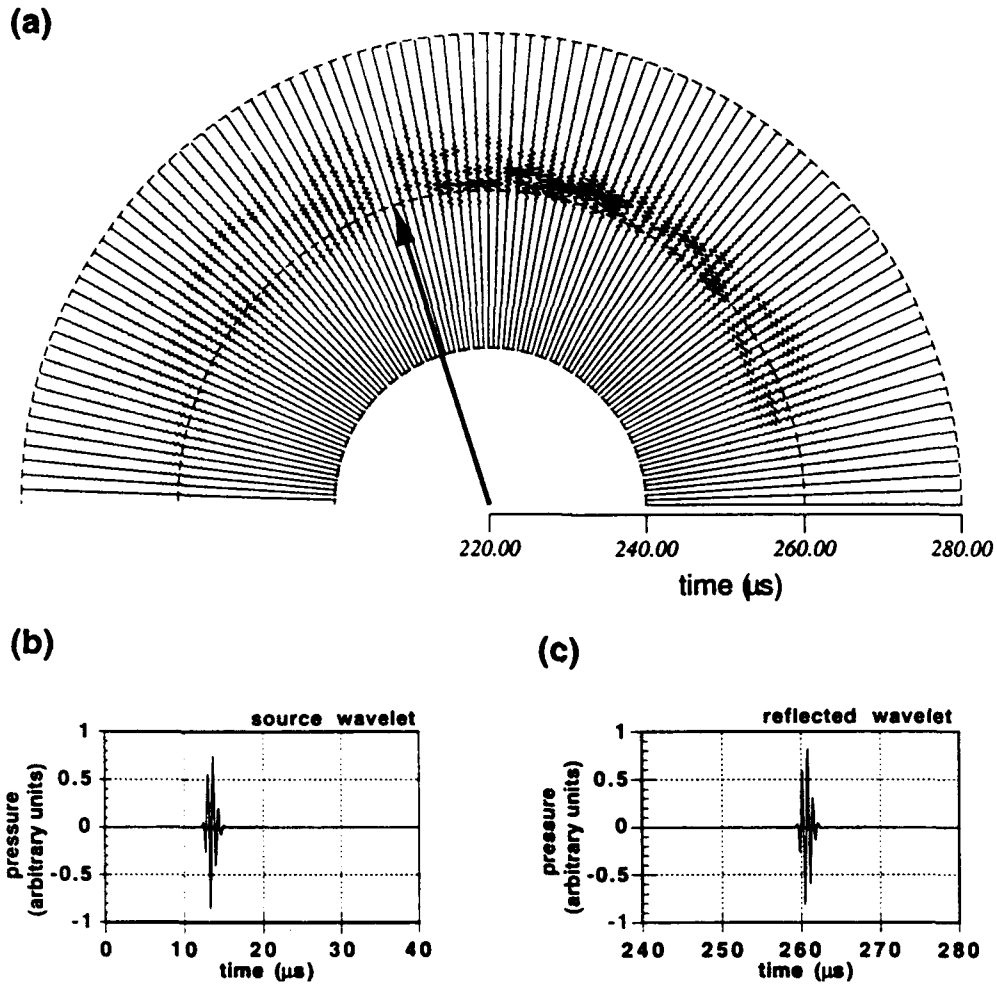 (a)
220.00 240.00 260.00 280.00
time (µs)
(b)
(c)
source wavelet
pressure
(arbitrary units)
1
0.5
0
-0.5
-1
0 10 20 30 40
time (µs)
reflected wavelet
pressure
(arbitrary units)
1
0.5
0
-0.5
-1
240 250 260 270 280
time (µs)